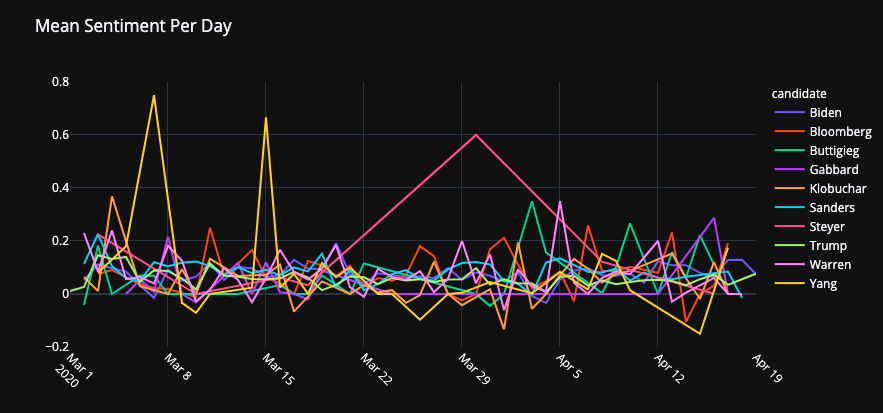 Mean Sentiment Per Day
0.8
0.6
0.4
0.2
0
−0.2
Mar 1
2020
Mar 8
Mar 15
Mar 22
Mar 29
Apr 5
Apr 12
Apr 19
candidate
Biden
Bloomberg
Buttigieg
Gabbard
Klobuchar
Sanders
Steyer
Trump
Warren
Yang